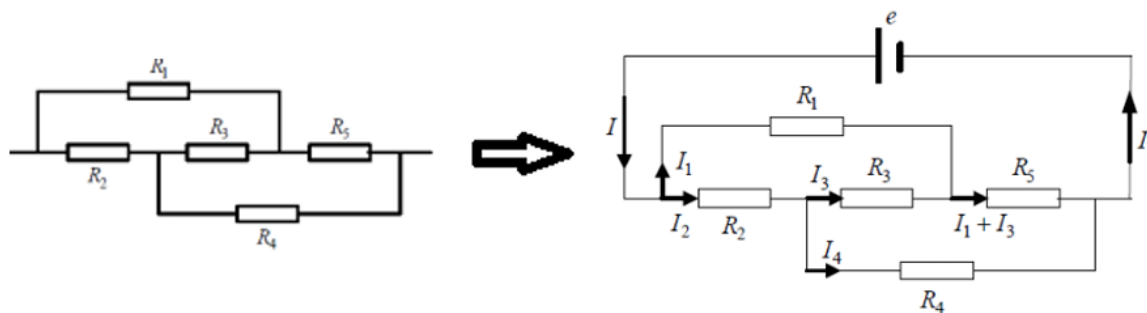 R₁
R₃ R₅
R₂
R₄
e
R₁
I I
I₁ I₃ R₃ R₅
I₂ R₂ I₁ + I₃
I₄
R₄